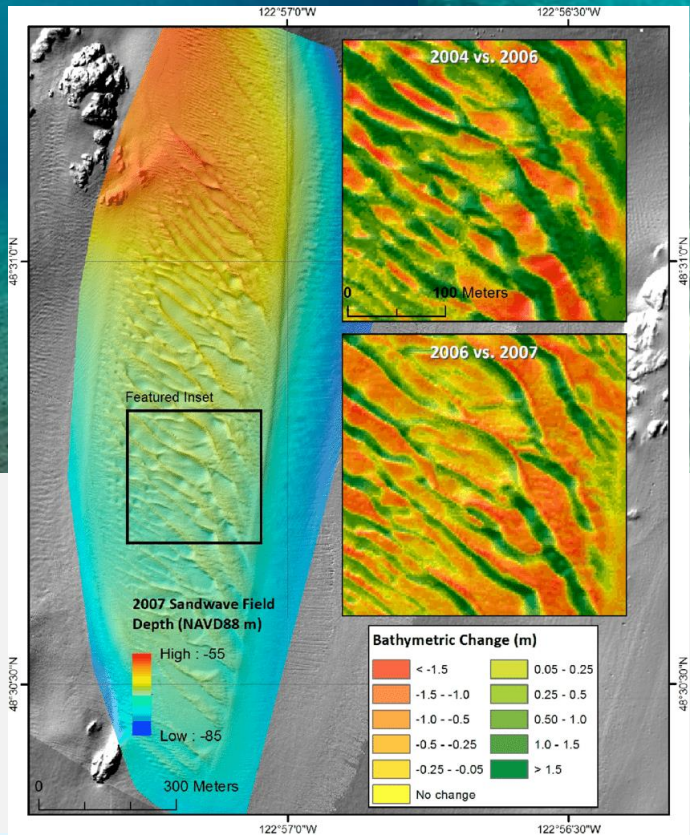 122°57'0"W
122°56'30"W
2004 vs. 2006
48°31'0"N
48°31'0"N
0
100 Meters
2006 vs. 2007
Featured Inset
2007 Sandwave Field
Depth (NAVD88 m)
High : -55
Low : -85
48°30'30"N
48°30'30"N
0
300 Meters
Bathymetric Change (m)
< -1.5
-1.5 - -1.0
-1.0 - -0.5
-0.5 - -0.25
-0.25 - -0.05
No change
0.05 - 0.25
0.25 - 0.5
0.50 - 1.0
1.0 - 1.5
> 1.5
122°57'0"W
122°56'30"W